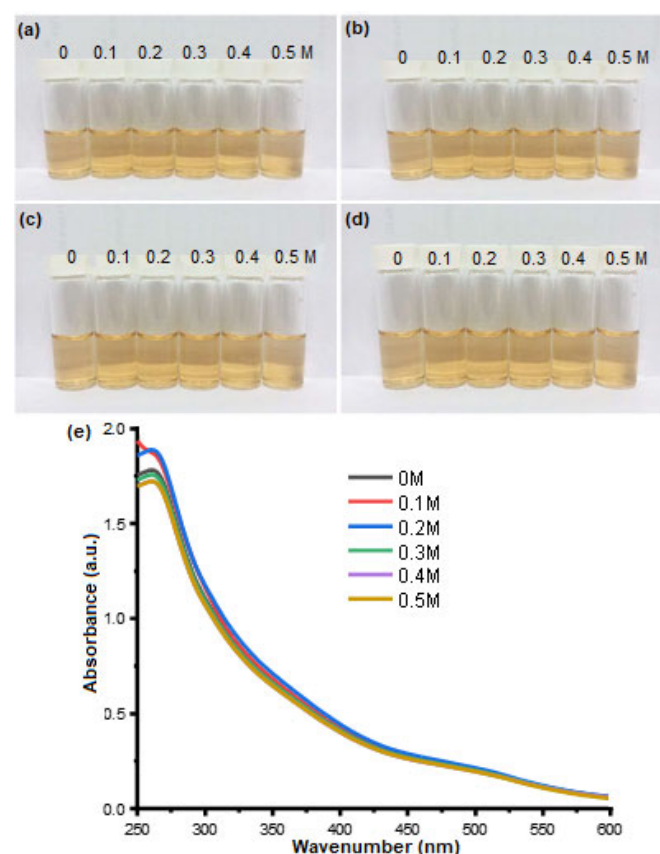 (a)
0 0.1 0.2 0.3 0.4 0.5 M
(b)
0 0.1 0.2 0.3 0.4 0.5 M
(c)
0 0.1 0.2 0.3 0.4 0.5 M
(d)
0 0.1 0.2 0.3 0.4 0.5 M
(e)
2.0
1.5
1.0
0.5
0.0
Absorbance (a.u.)
0M
0.1M
0.2M
0.3M
0.4M
0.5M
250 300 350 400 450 500 550 600
Wavenumber (nm)